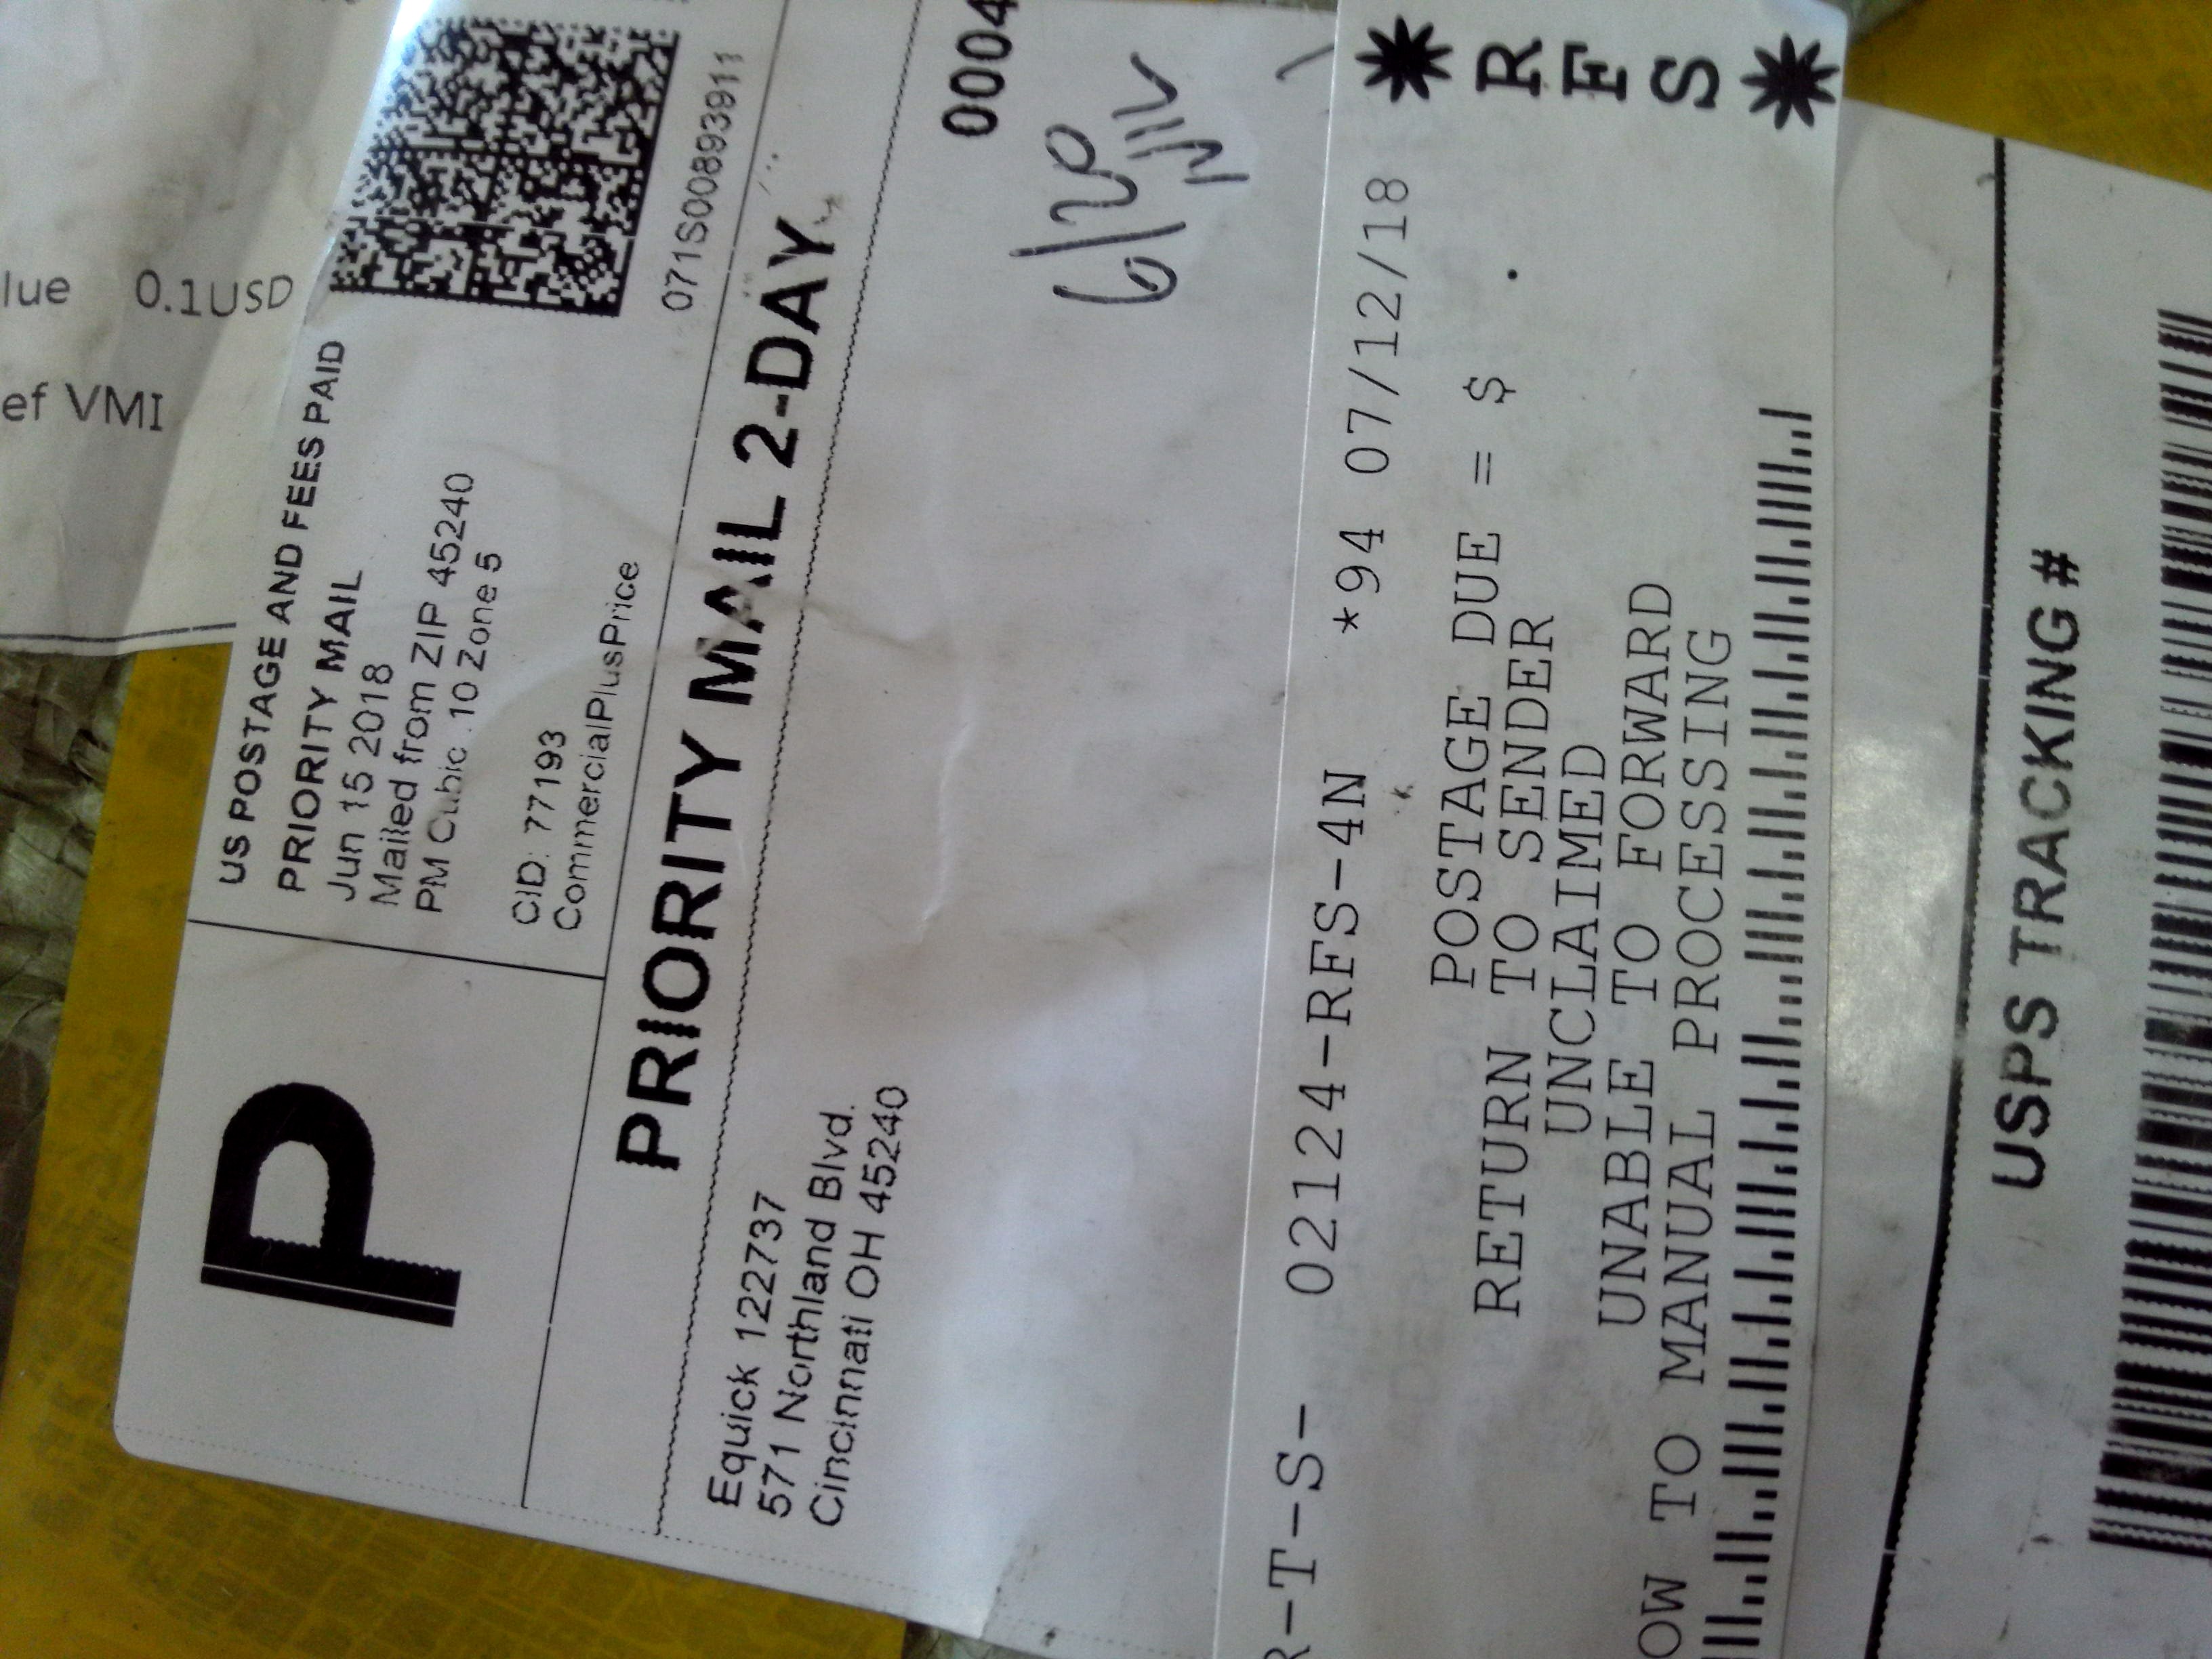 lue 0.1USD
ef VMI
P
US POSTAGE AND FEES PAID
PRIORITY MAIL
Jun 15 2018
Mailed from ZIP 45240
PM Cubic .10 Zone 5
CID: 77193
CommercialPlusPrice
071S00893911
PRIORITY MAIL 2-DAY
Equick 122737
571 Northland Blvd.
Cincinnati OH 45240
0004
6/20
R-T-S- 02124-RFS-4N *94 07/12/18
POSTAGE DUE = $ .
RETURN TO SENDER
UNCLAIMED
UNABLE TO FORWARD
OW TO MANUAL PROCESSING
* R F S *
USPS TRACKING #